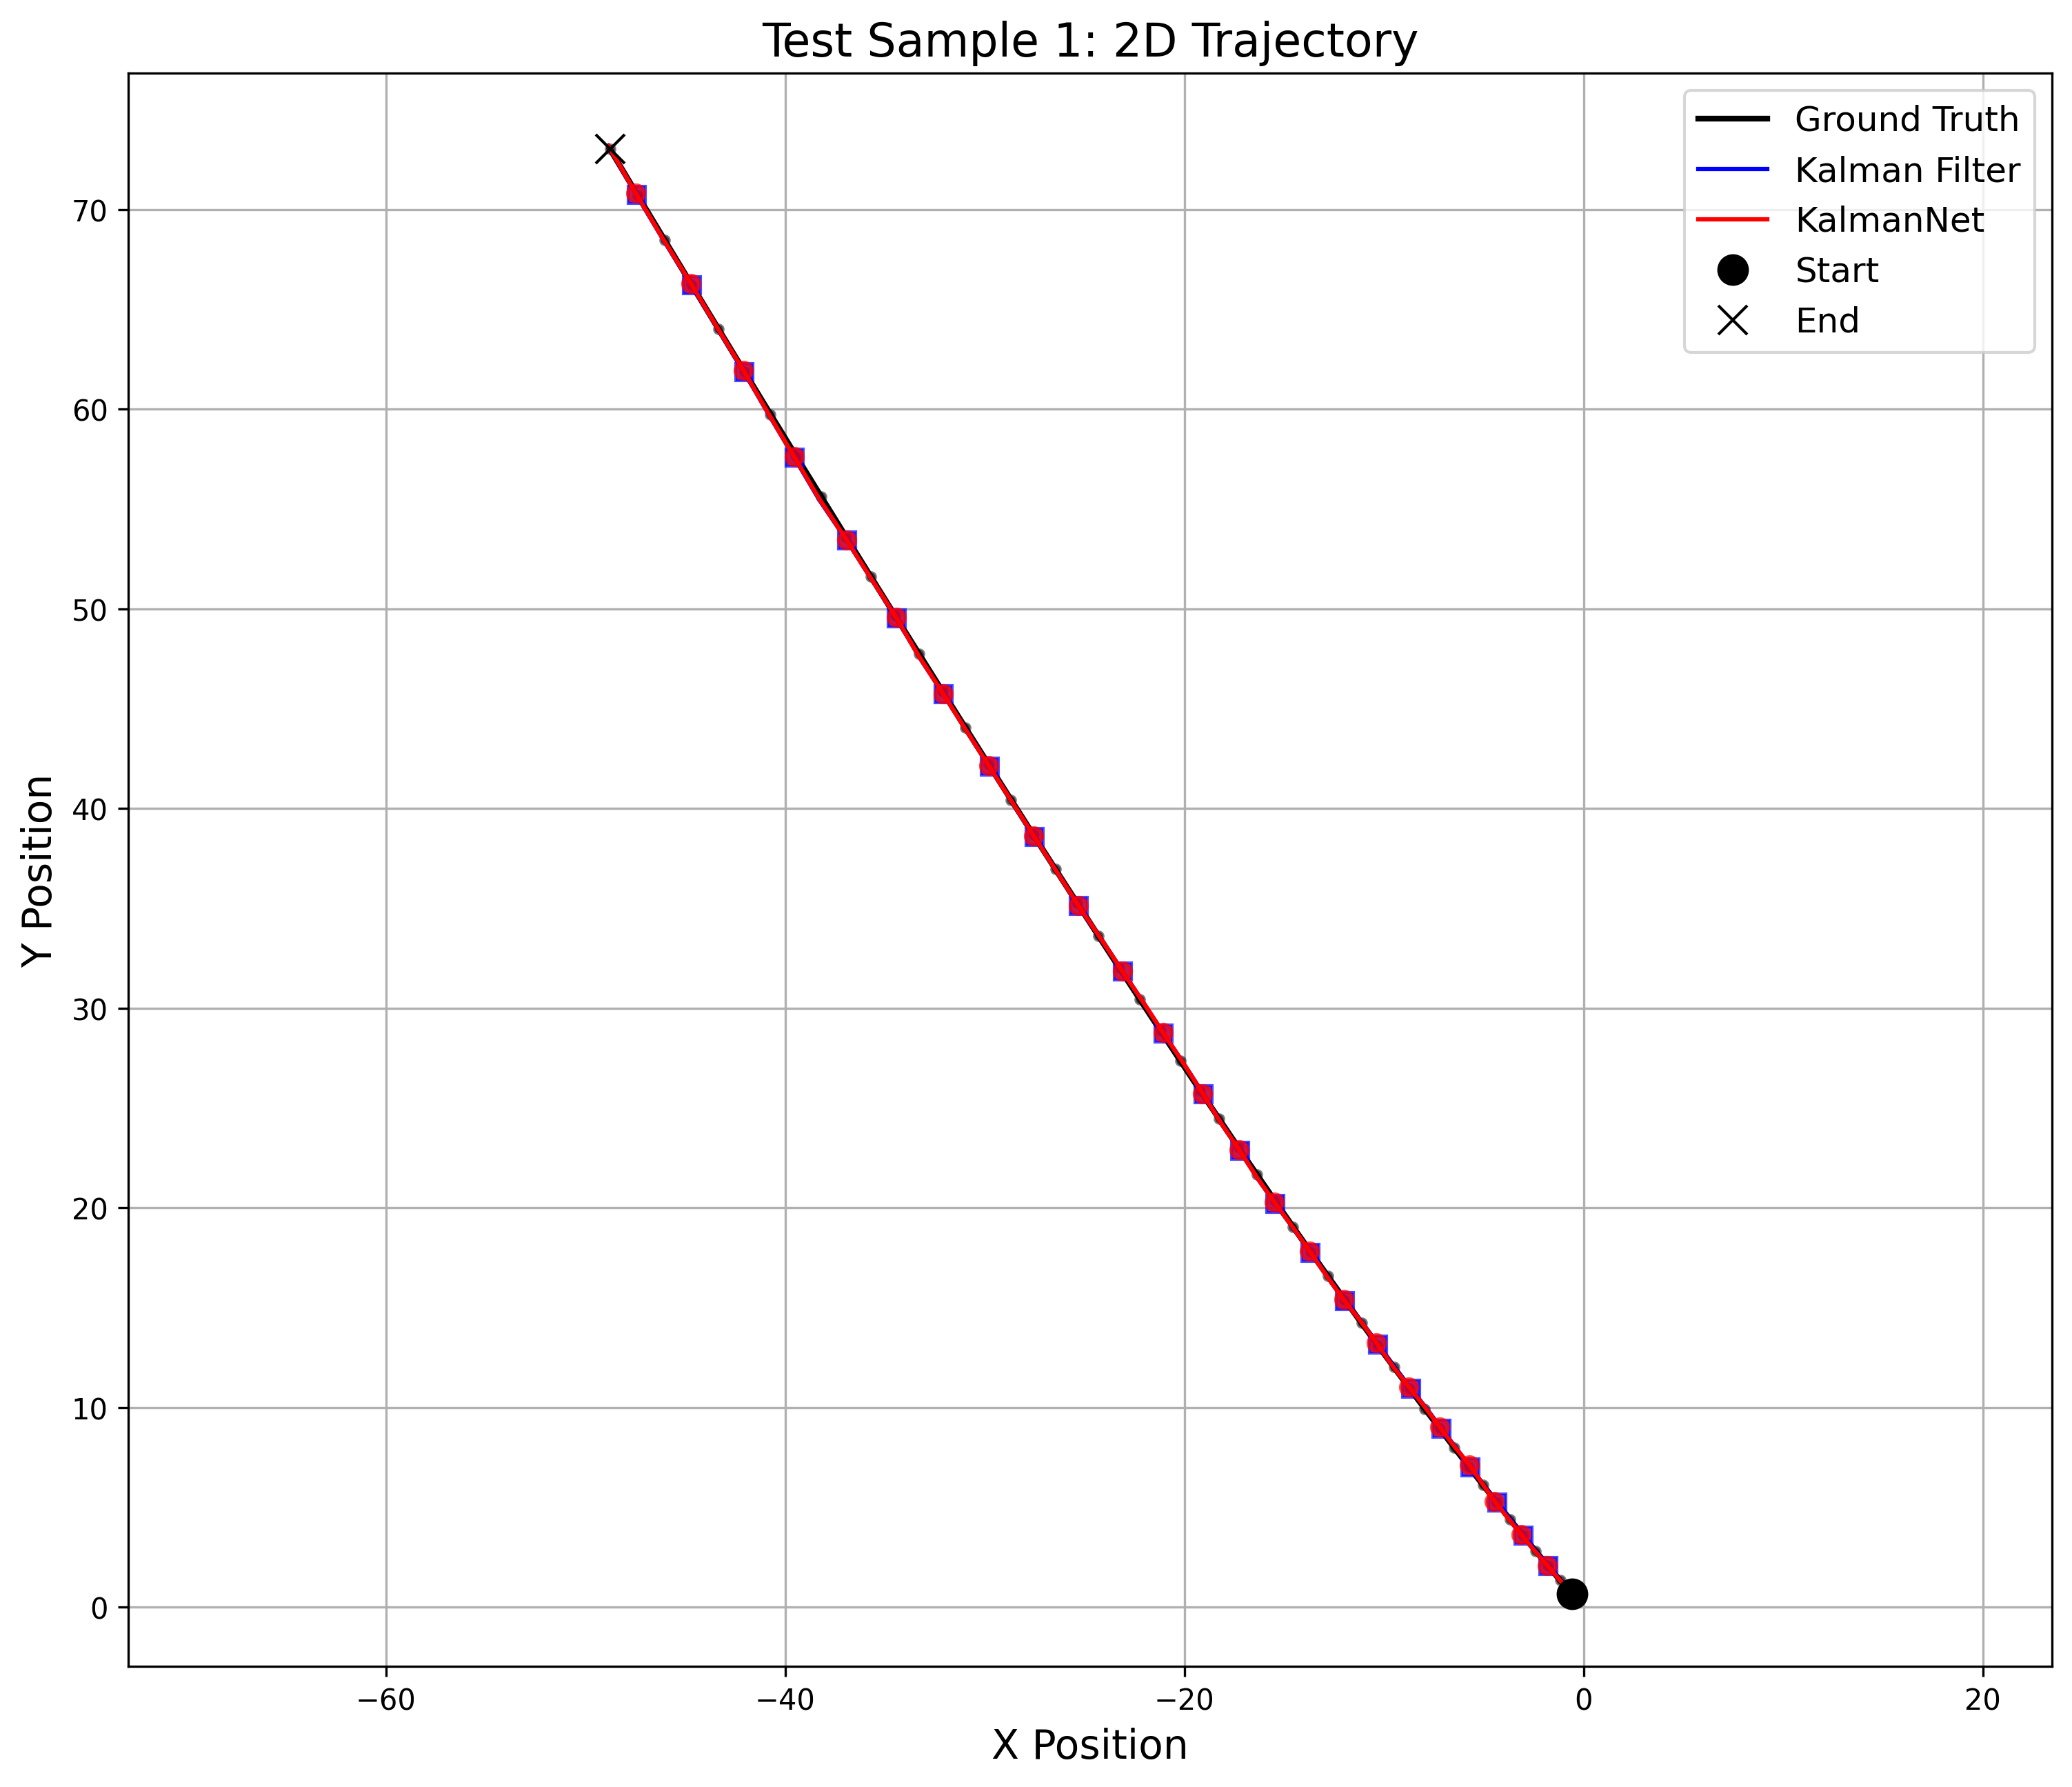 Test Sample 1: 2D Trajectory
Ground Truth
Kalman Filter
KalmanNet
Start
End
Y Position
70
60
50
40
30
20
10
0
−60
−40
−20
0
20
X Position